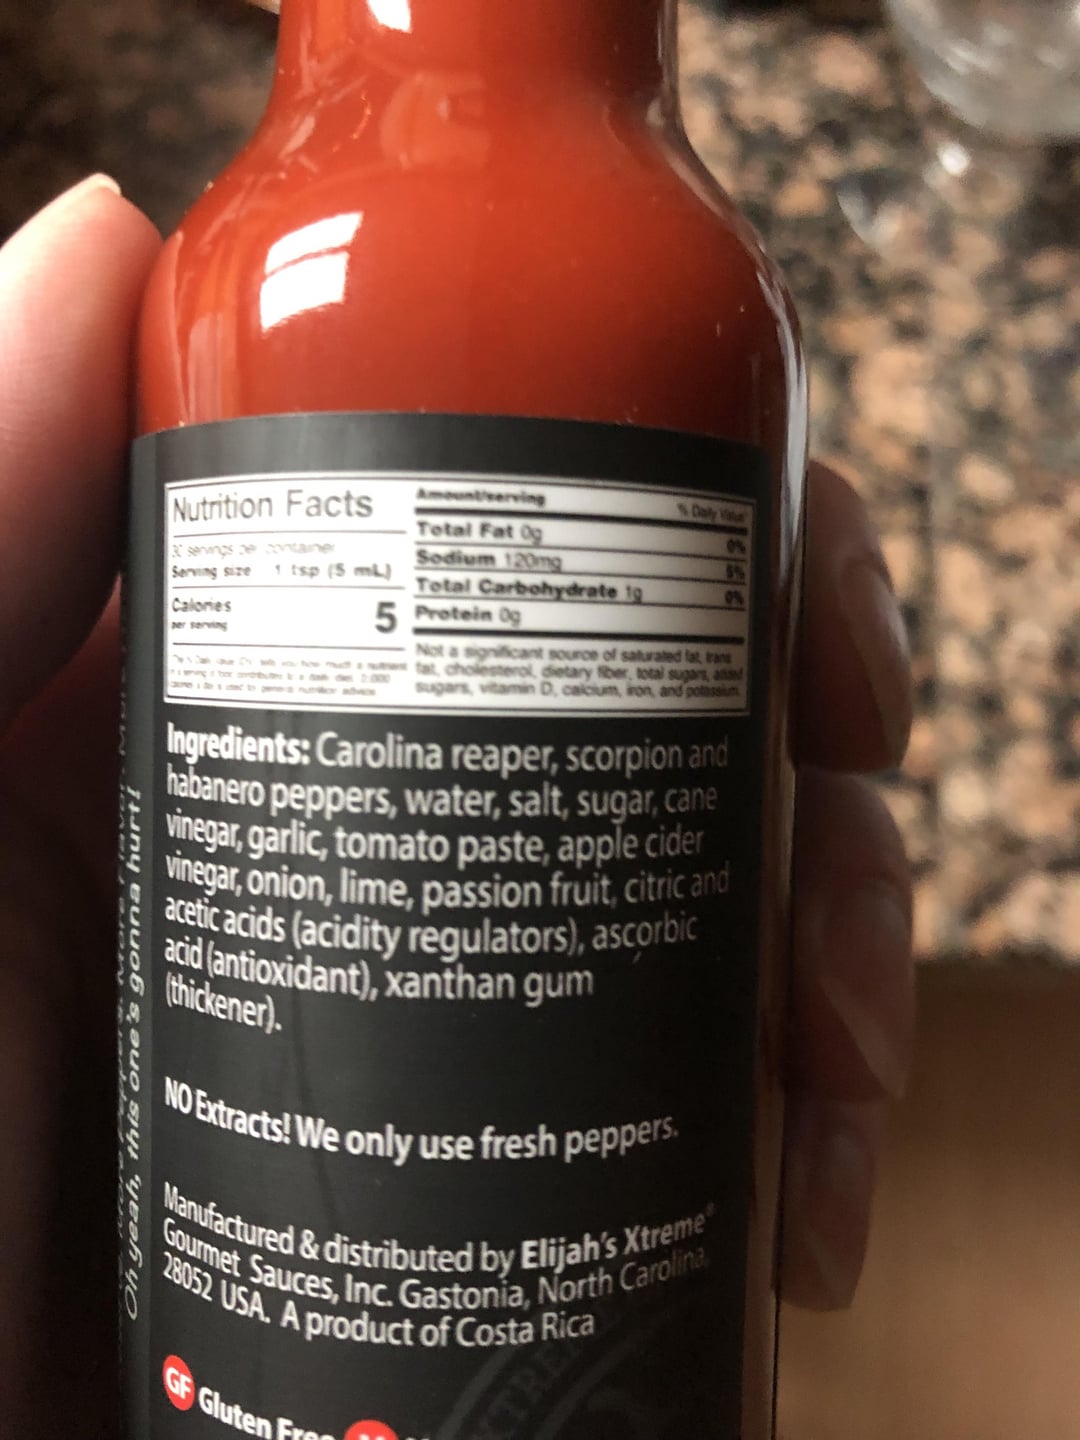 Nutrition Facts
30 servings per container
Serving size 1 tsp (5 mL)
Calories
per serving
5
Amount/serving % Daily Value*
Total Fat 0g 0%
Sodium 120mg 5%
Total Carbohydrate 1g 0%
Protein 0g
Not a significant source of saturated fat, trans
fat, cholesterol, dietary fiber, total sugars, added
sugars, vitamin D, calcium, iron, and potassium.
Ingredients: Carolina reaper, scorpion and
habanero peppers, water, salt, sugar, cane
vinegar, garlic, tomato paste, apple cider
vinegar, onion, lime, passion fruit, citric and
acetic acids (acidity regulators), ascorbic
acid (antioxidant), xanthan gum
(thickener).
NO Extracts! We only use fresh peppers.
Manufactured & distributed by Elijah's Xtreme®
Gourmet Sauces, Inc. Gastonia, North Carolina,
28052 USA. A product of Costa Rica
GF Gluten Free
Oh yeah, this one's gonna hurt!